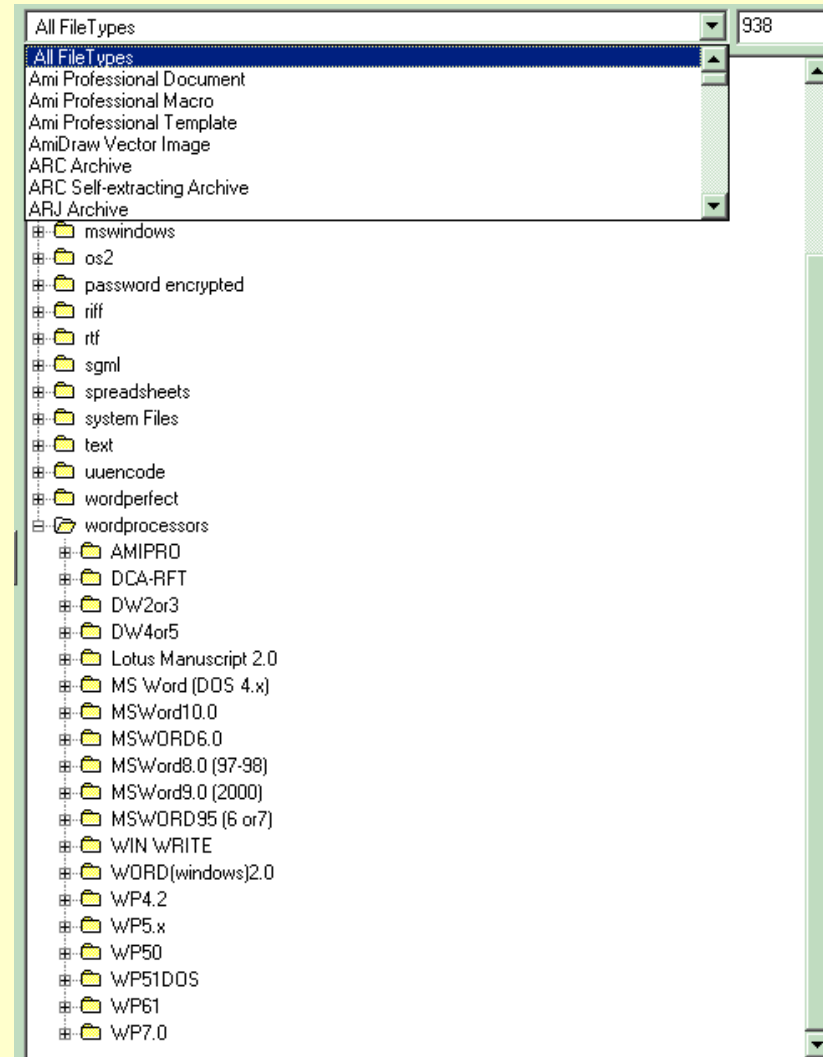 All FileTypes 938
All FileTypes
Ami Professional Document
Ami Professional Macro
Ami Professional Template
AmiDraw Vector Image
ARC Archive
ARC Self-extracting Archive
ARJ Archive
mswindows
os2
password encrypted
riff
rtf
sgml
spreadsheets
system Files
text
uuencode
wordperfect
wordprocessors
AMIPRO
DCA-RFT
DW2or3
DW4or5
Lotus Manuscript 2.0
MS Word (DOS 4.x)
MSWord10.0
MSWORD6.0
MSWord8.0 (97-98)
MSWord9.0 (2000)
MSWORD95 (6 or7)
WIN WRITE
WORD(windows)2.0
WP4.2
WP5.x
WP50
WP51DOS
WP61
WP7.0